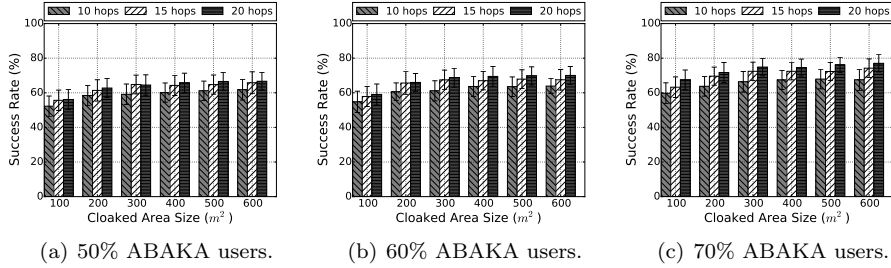 10 hops 15 hops 20 hops
100
80
60
40
20
0
Success Rate (%)
100 200 300 400 500 600
Cloaked Area Size (m²)
(a) 50% ABAKA users.
10 hops 15 hops 20 hops
100
80
60
40
20
0
Success Rate (%)
100 200 300 400 500 600
Cloaked Area Size (m²)
(b) 60% ABAKA users.
10 hops 15 hops 20 hops
100
80
60
40
20
0
Success Rate (%)
100 200 300 400 500 600
Cloaked Area Size (m²)
(c) 70% ABAKA users.